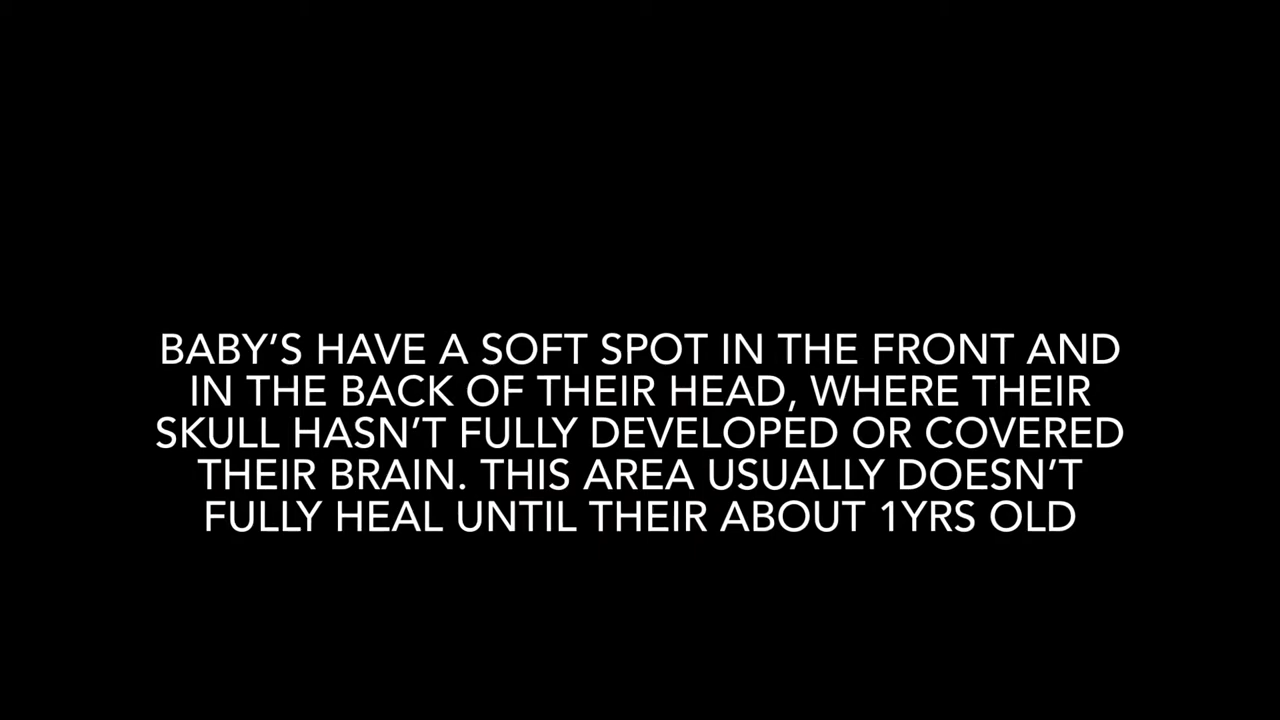 BABY’S HAVE A SOFT SPOT IN THE FRONT AND
IN THE BACK OF THEIR HEAD, WHERE THEIR
SKULL HASN’T FULLY DEVELOPED OR COVERED
THEIR BRAIN. THIS AREA USUALLY DOESN’T
FULLY HEAL UNTIL THEIR ABOUT 1YRS OLD